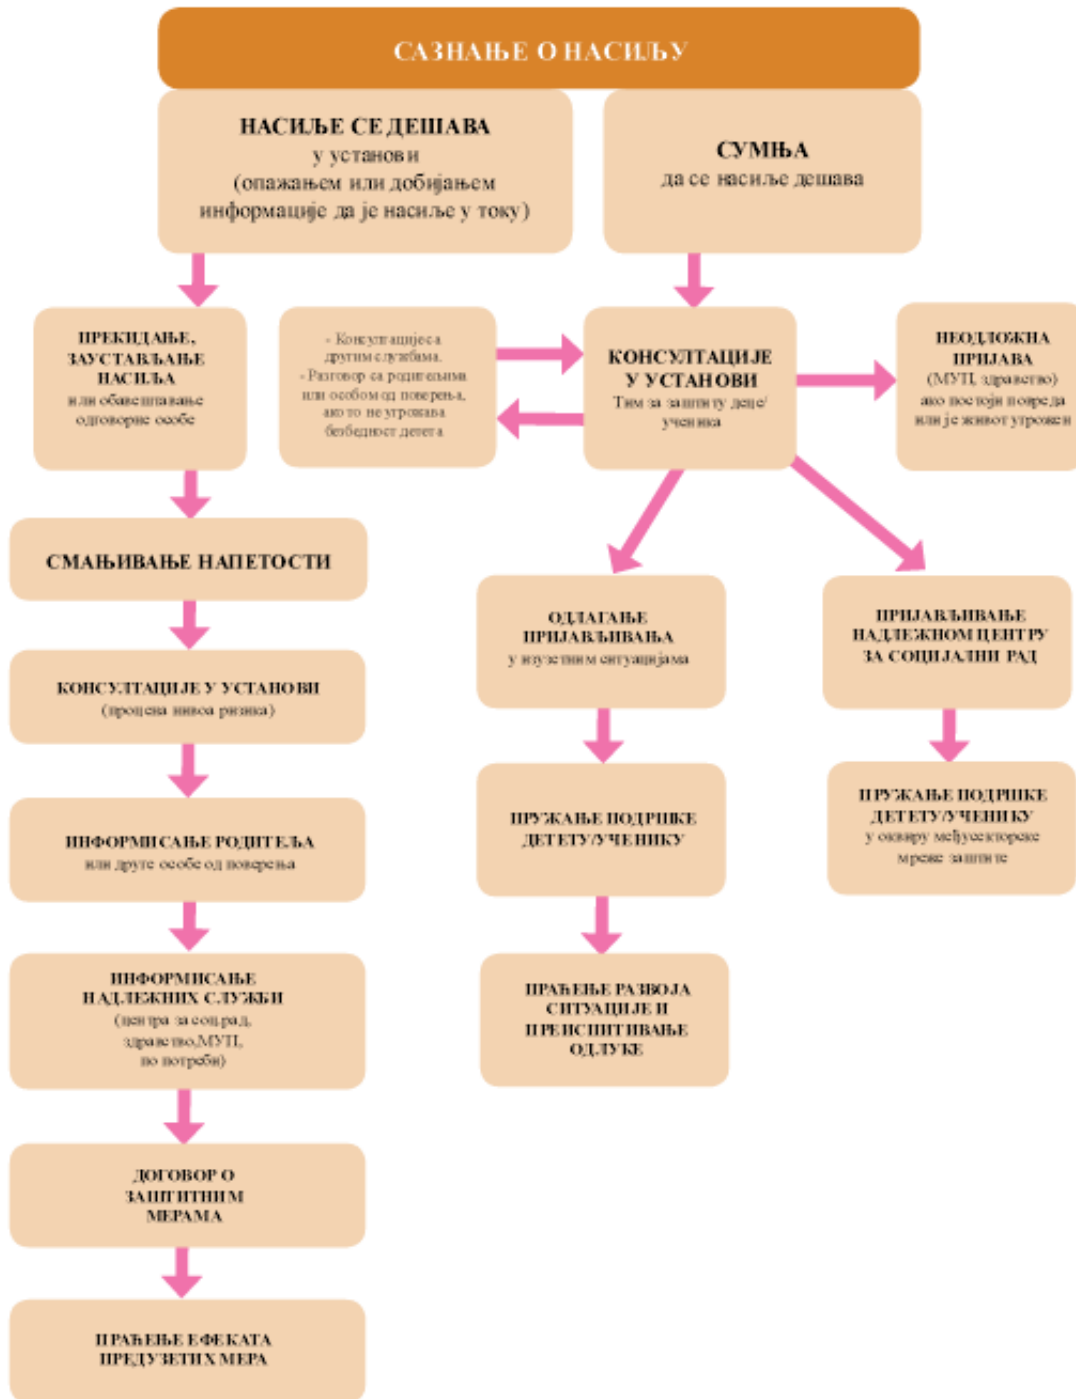 САЗНАЊЕ О НАСИЉУ
НАСИЉЕ СЕ ДЕШАВА
у установи
(опажањем или добијањем
информације да је насиље у току)
СУМЊА
да се насиље дешава
ПРЕКИДАЊЕ,
ЗАУСТАВЉАЊЕ
НАСИЉА
или обавештавање
одговорне особе
- Консултације са
другим службама.
- Разговор са родитељима
или особом од поверења,
ако то не угрожава
безбедност детета
КОНСУЛТАЦИЈЕ
У УСТАНОВИ
Тим за заштиту деце/
ученика
НЕОДЛОЖНА
ПРИЈАВА
(МУП, здравство)
ако постоји повреда
или је живот угрожен
СМАЊИВАЊЕ НАПЕТОСТИ
КОНСУЛТАЦИЈЕ У УСТАНОВИ
(процена нивоа ризика)
ИНФОРМИСАЊЕ РОДИТЕЉА
или друге особе од поверења
ИНФОРМИСАЊЕ
НАДЛЕЖНИХ СЛУЖБИ
(центра за соц.рад,
здравство,МУП,
по потреби)
ДОГОВОР О
ЗАШТИТНИМ
МЕРАМА
ПРАЋЕЊЕ ЕФЕКАТА
ПРЕДУЗЕТИХ МЕРА
ОДЛАГАЊЕ
ПРИЈАВЉИВАЊА
у изузетним ситуацијама
ПРУЖАЊЕ ПОДРШКЕ
ДЕТЕТУ/УЧЕНИКУ
ПРАЋЕЊЕ РАЗВОЈА
СИТУАЦИЈЕ И
ПРЕИСПИТИВАЊЕ
ОДЛУКЕ
ПРИЈАВЉИВАЊЕ
НАДЛЕЖНОМ ЦЕНТРУ
ЗА СОЦИЈАЛНИ РАД
ПРУЖАЊЕ ПОДРШКЕ
ДЕТЕТУ/УЧЕНИКУ
у оквиру међусекторске
мреже заштите